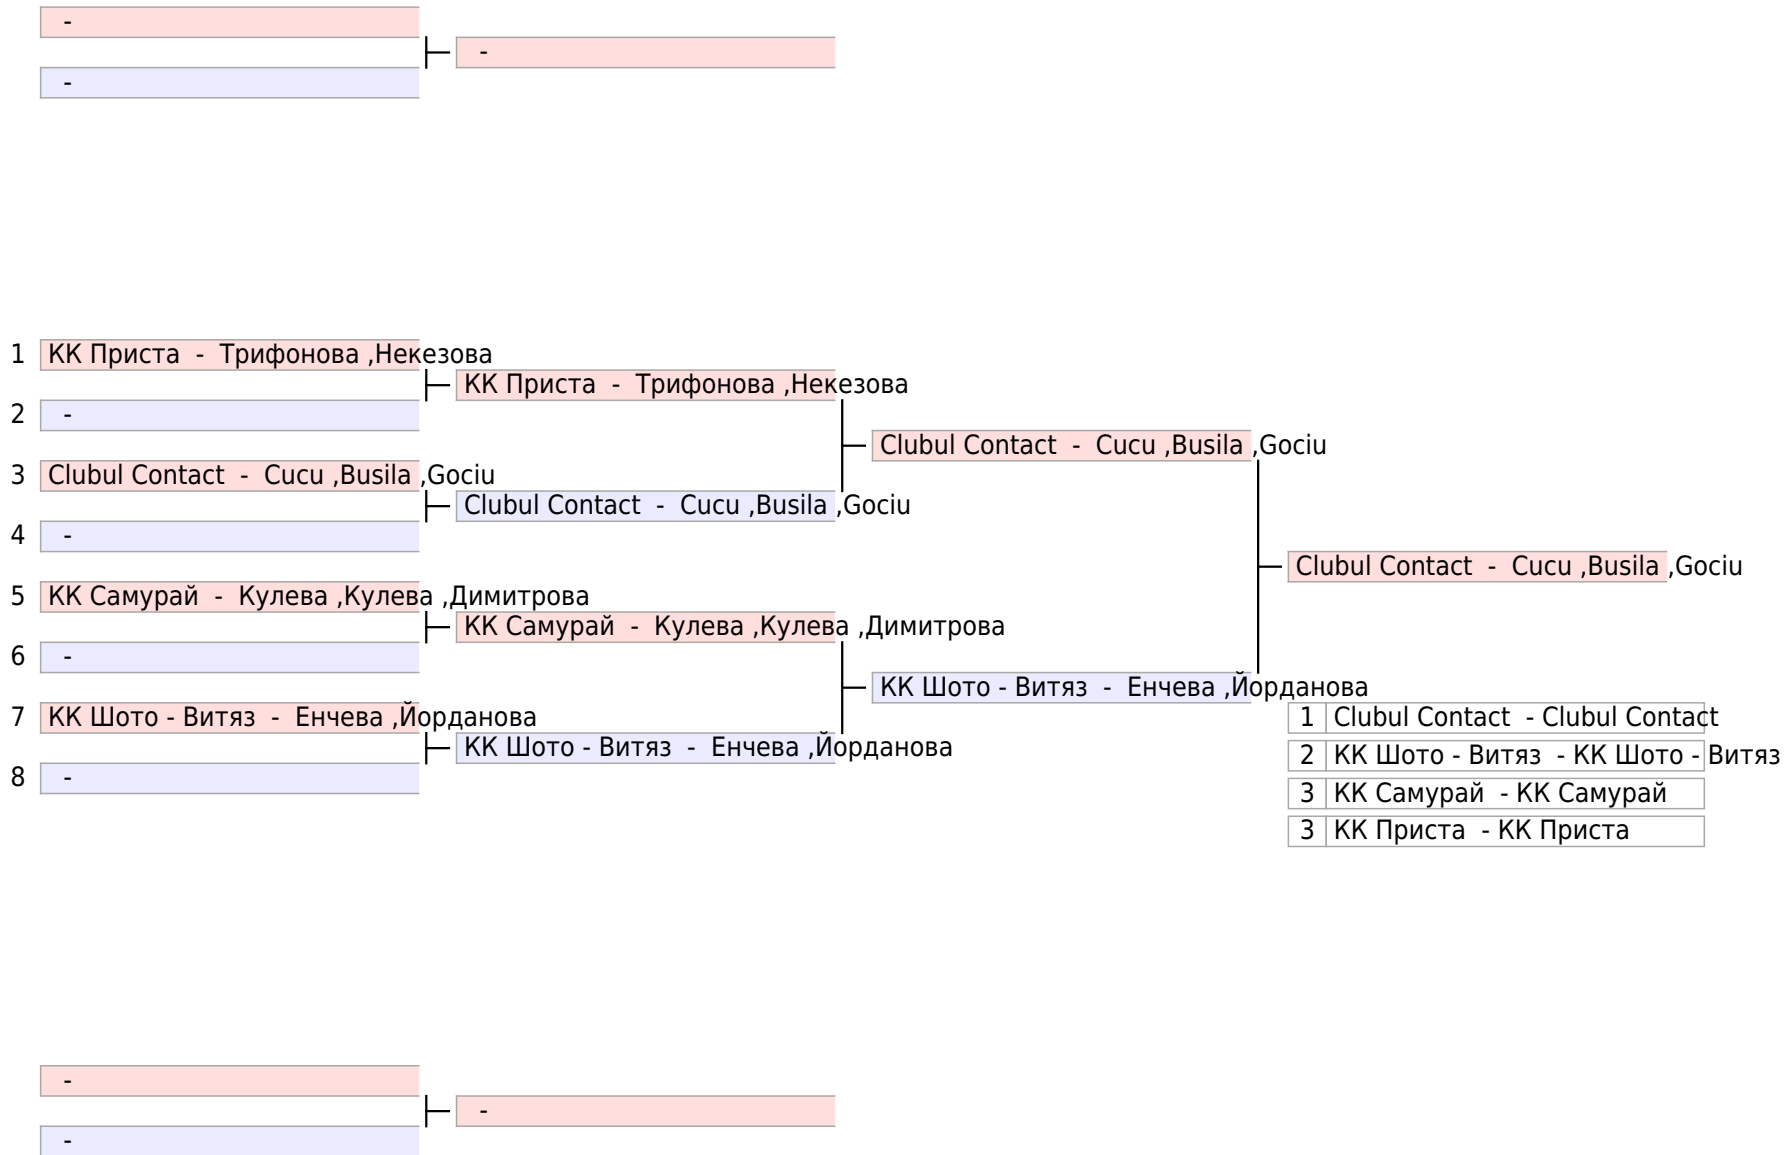 -
-
-
1 КК Приста - Трифонова ,Некезова
КК Приста - Трифонова ,Некезова
2 -
Clubul Contact - Cucu ,Busila ,Gociu
3 Clubul Contact - Cucu ,Busila ,Gociu
Clubul Contact - Cucu ,Busila ,Gociu
4 -
Clubul Contact - Cucu ,Busila ,Gociu
5 КК Самурай - Кулева ,Кулева ,Димитрова
КК Самурай - Кулева ,Кулева ,Димитрова
6 -
КК Шото - Витяз - Енчева ,Йорданова
7 КК Шото - Витяз - Енчева ,Йорданова
1 Clubul Contact - Clubul Contact
КК Шото - Витяз - Енчева ,Йорданова
2 КК Шото - Витяз - КК Шото - Витяз
8 -
3 КК Самурай - КК Самурай
3 КК Приста - КК Приста
-
-
-